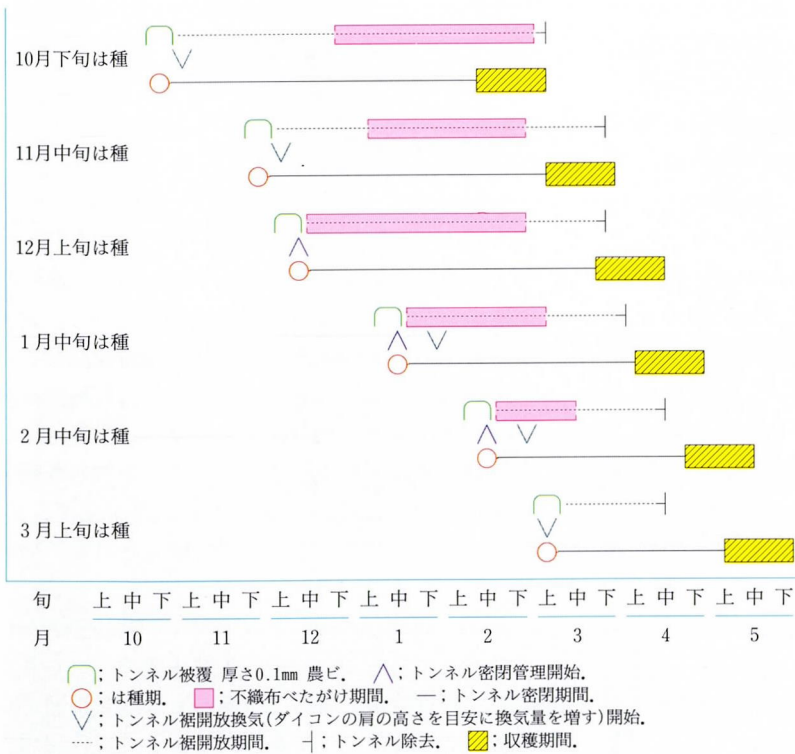 10月下旬は種
11月中旬は種
12月上旬は種
1月中旬は種
2月中旬は種
3月上旬は種
旬 上 中 下 上 中 下 上 中 下 上 中 下 上 中 下 上 中 下 上 中 下 上 中 下
月 10 11 12 1 2 3 4 5
；トンネル被覆 厚さ0.1mm 農ビ． ；トンネル密閉管理開始．
；は種期． ；不織布べたがけ期間． ―；トンネル密閉期間．
；トンネル裾開放換気(ダイコンの肩の高さを目安に換気量を増す)開始．
；トンネル裾開放期間． ；トンネル除去． ；収穫期間．